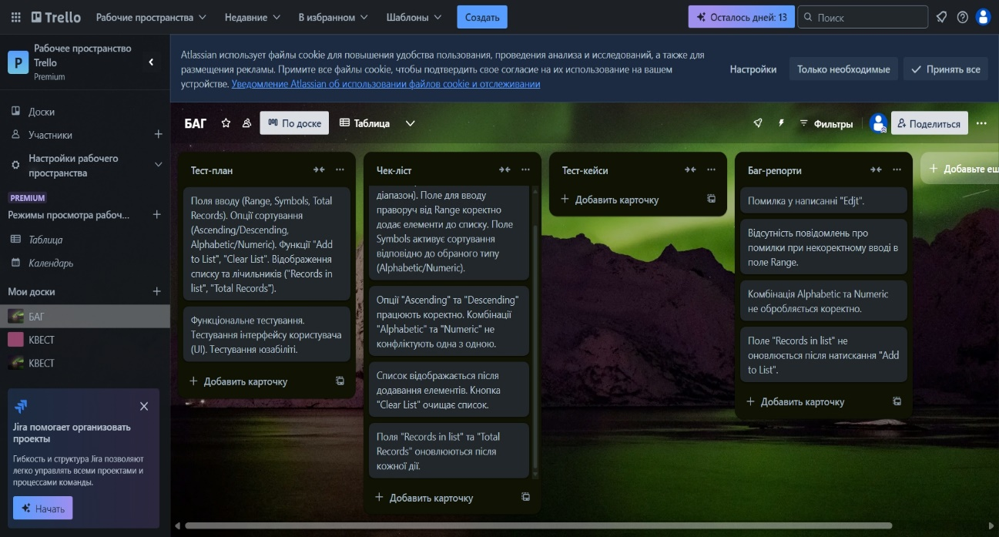 Trello
Рабочие пространства
Недавние
В избранном
Шаблоны
Создать
Осталось дней: 13
Поиск
P
Рабочее пространство
Trello
Premium
Доски
Участники
Настройки рабочего
пространства
PREMIUM
Режимы просмотра рабоч...
Таблица
Календарь
Мои доски
БАГ
КВЕСТ
КВЕСТ
Jira помогает организовать
проекты
Гибкость и структура Jira позволяют
легко управлять всеми проектами и
процессами команды.
Начать
Atlassian использует файлы cookie для повышения удобства пользования, проведения анализа и исследований, а также для
размещения рекламы. Примите все файлы cookie, чтобы подтвердить свое согласие на их использование на вашем
устройстве. Уведомление Atlassian об использовании файлов cookie и отслеживании
Настройки
Только необходимые
Принять все
БАГ
По доске
Таблица
Фильтры
Поделиться
Тест-план
Поля вводу (Range, Symbols, Total
Records). Опції сортування
(Ascending/Descending,
Alphabetic/Numeric). Функції "Add
to List", "Clear List". Відображення
списку та лічильників ("Records in
list", "Total Records").
Функціональне тестування.
Тестування інтерфейсу користувача
(UI). Тестування юзабіліті.
Добавить карточку
Чек-ліст
діапазон). Поле для вводу
праворуч від Range коректно
додає елементи до списку. Поле
Symbols активує сортування
відповідно до обраного типу
(Alphabetic/Numeric).
Опції "Ascending" та "Descending"
працюють коректно. Комбінації
"Alphabetic" та "Numeric" не
конфліктують одна з одною.
Список відображається після
додавання елементів. Кнопка
"Clear List" очищає список.
Поля "Records in list" та "Total
Records" оновлюються після
кожної дії.
Добавить карточку
Тест-кейси
Добавить карточку
Баг-репорти
Помилка у написанні "Edjt".
Відсутність повідомлень про
помилки при некоректному вводі в
поле Range.
Комбінація Alphabetic та Numeric
не обробляється коректно.
Поле "Records in list" не
оновлюється після натискання "Add
to List".
Добавить карточку
Добавьте ещ